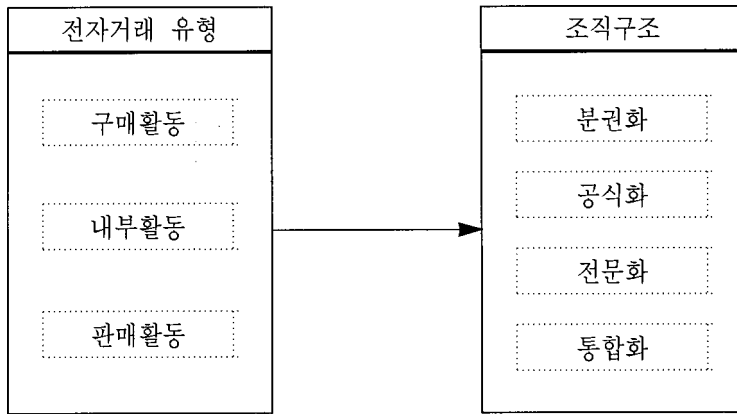 전자거래 유형
구매활동
내부활동
판매활동
조직구조
분권화
공식화
전문화
통합화